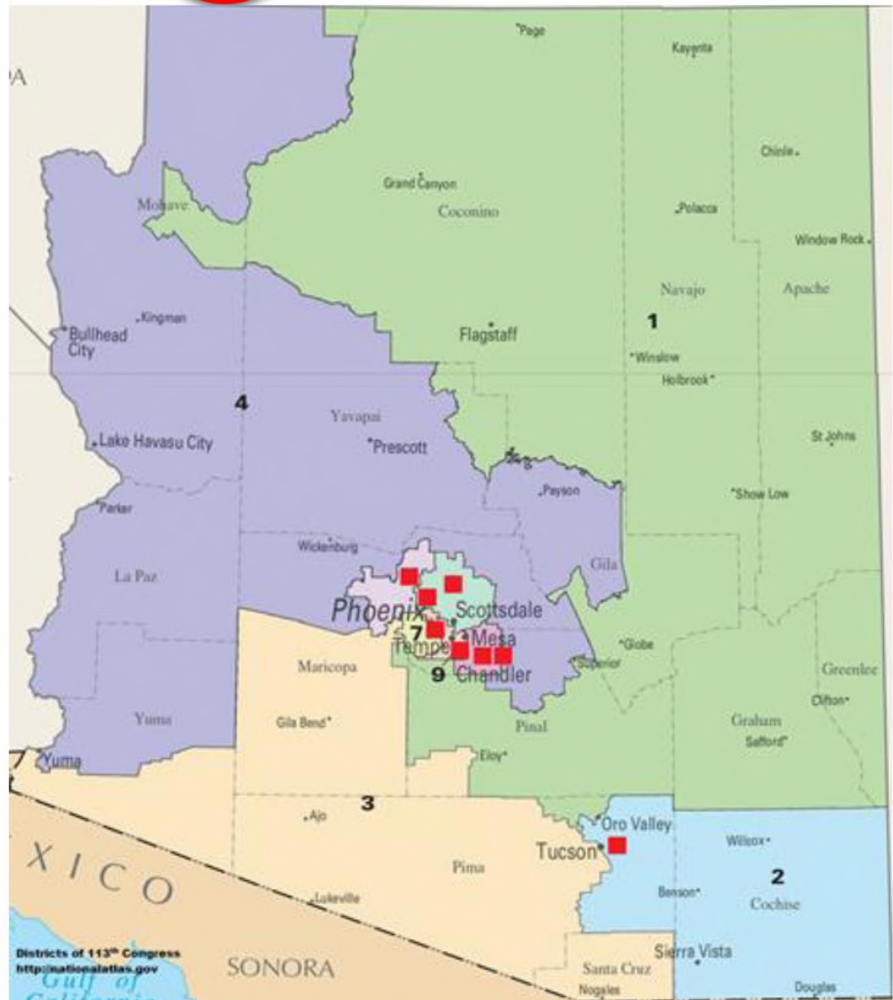 Page
Kayenta
A
Chinle
Grand Canyon
Mohave
Coconino
Polacca
Window Rock
Navajo
Apache
Kingman
1
Bullhead
City
Flagstaff
Winslow
Holbrook
4
Yavapai
Lake Havasu City
Prescott
St Johns
Payson
Show Low
Parker
Wickenburg
Gila
La Paz
Phoenix
Scottsdale
7
Mesa
Tempe
Globe
Maricopa
Superior
9
Chandler
Greenlee
Clifton
Yuma
Gila Bend
Pinal
Graham
Safford
Eloy
Yuma
3
Ajo
Oro Valley
Willcox
Tucson
XICO
Pima
2
Benson
Cochise
Lukeville
Districts of 113th Congress
http://nationalatlas.gov
Sierra Vista
SONORA
Santa Cruz
Gulf of
California
Nogales
Douglas